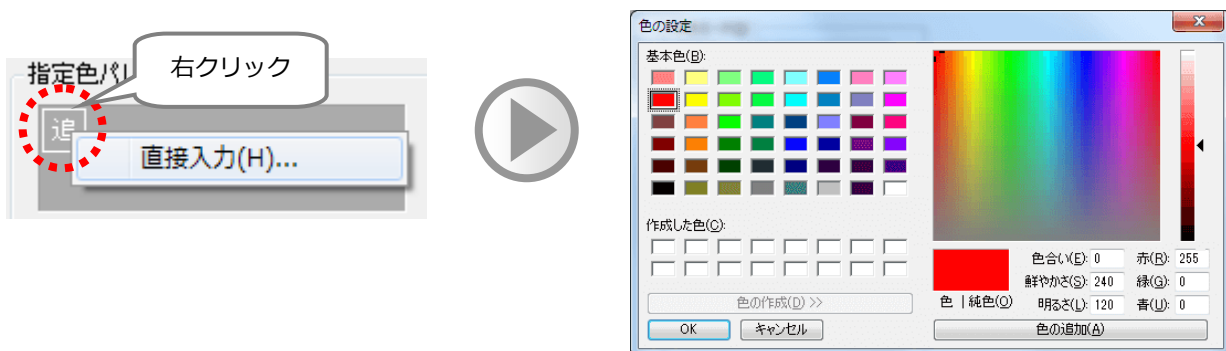 指定色パ
右クリック
追
直接入力(H)...
色の設定
基本色(B):
作成した色(C):
色の作成(D) >>
OK
キャンセル
色 | 純色(O)
色合い(E): 0
鮮やかさ(S): 240
明るさ(L): 120
赤(R): 255
緑(G): 0
青(U): 0
色の追加(A)